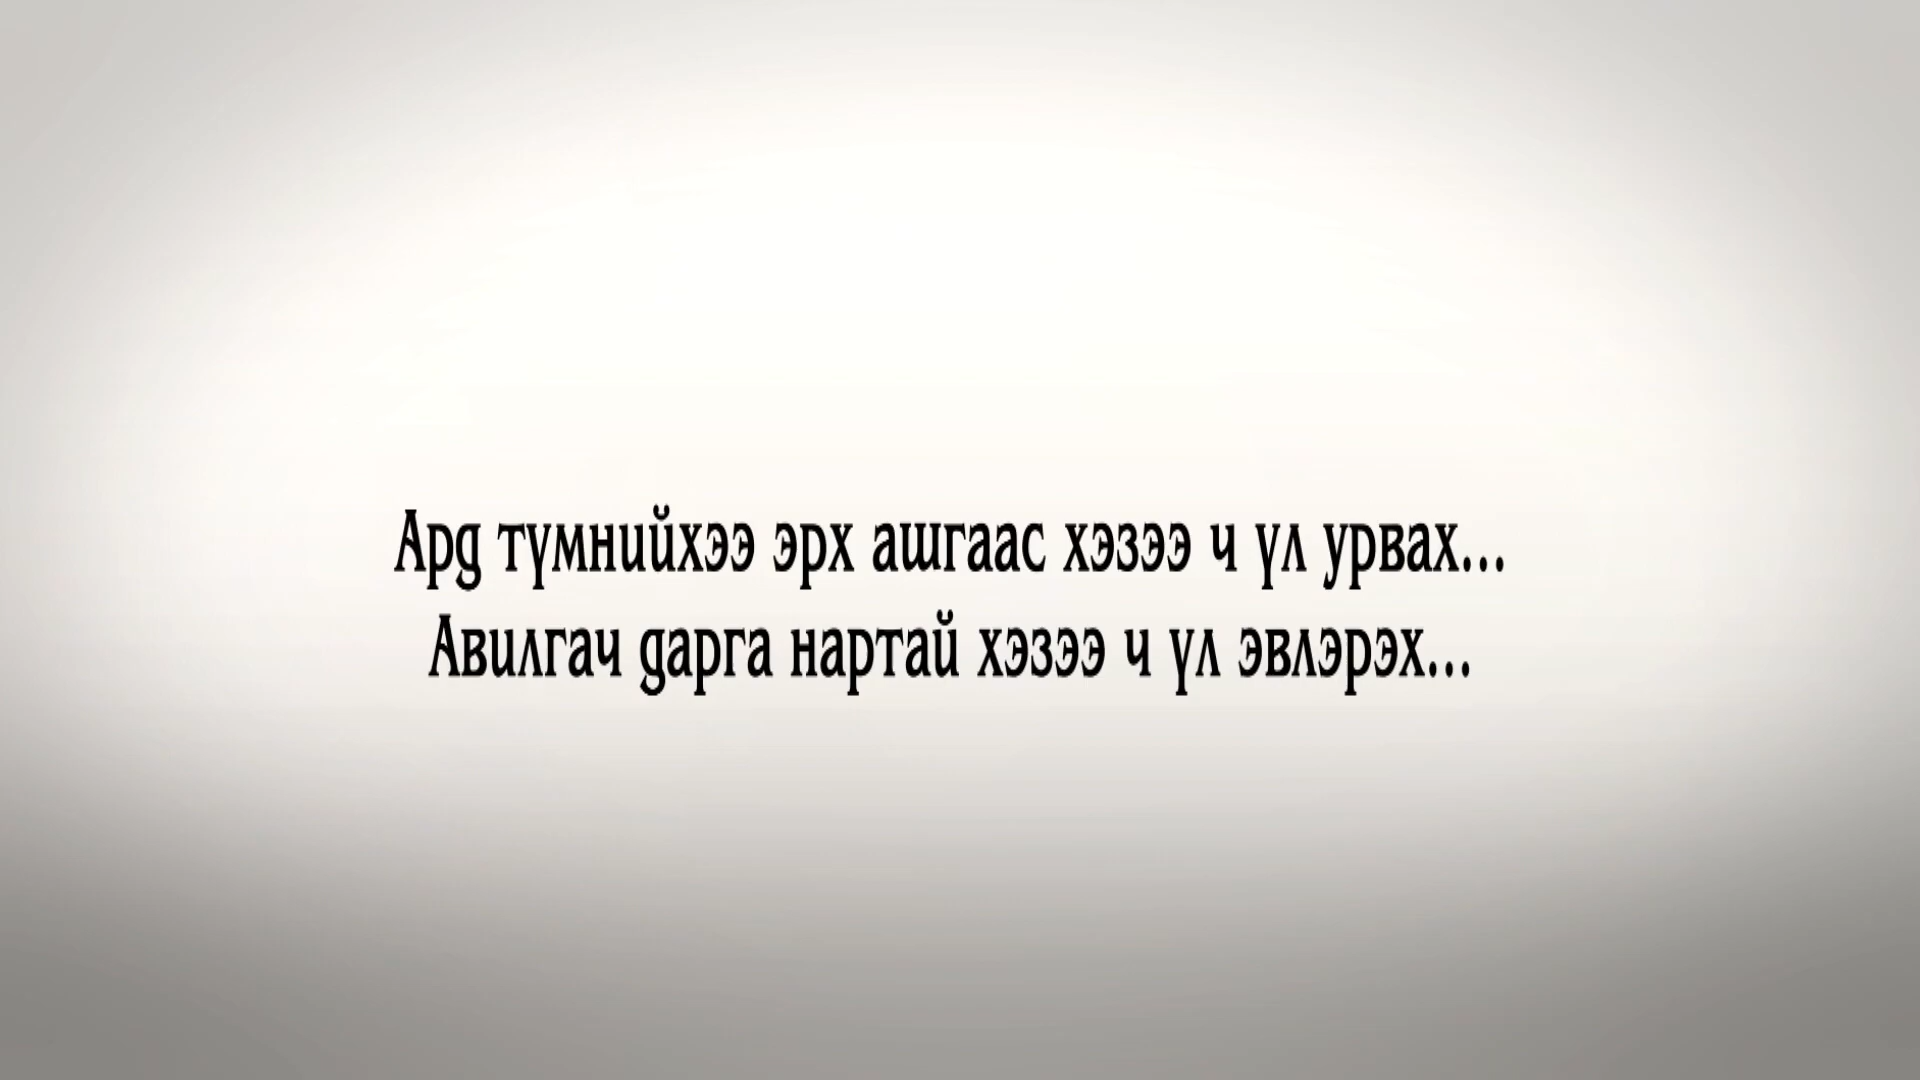 Ард түмнийхээ эрх ашгаас хэзээ ч үл урвах...
Авилгач дарга нартай хэзээ ч үл эвлэрэх...